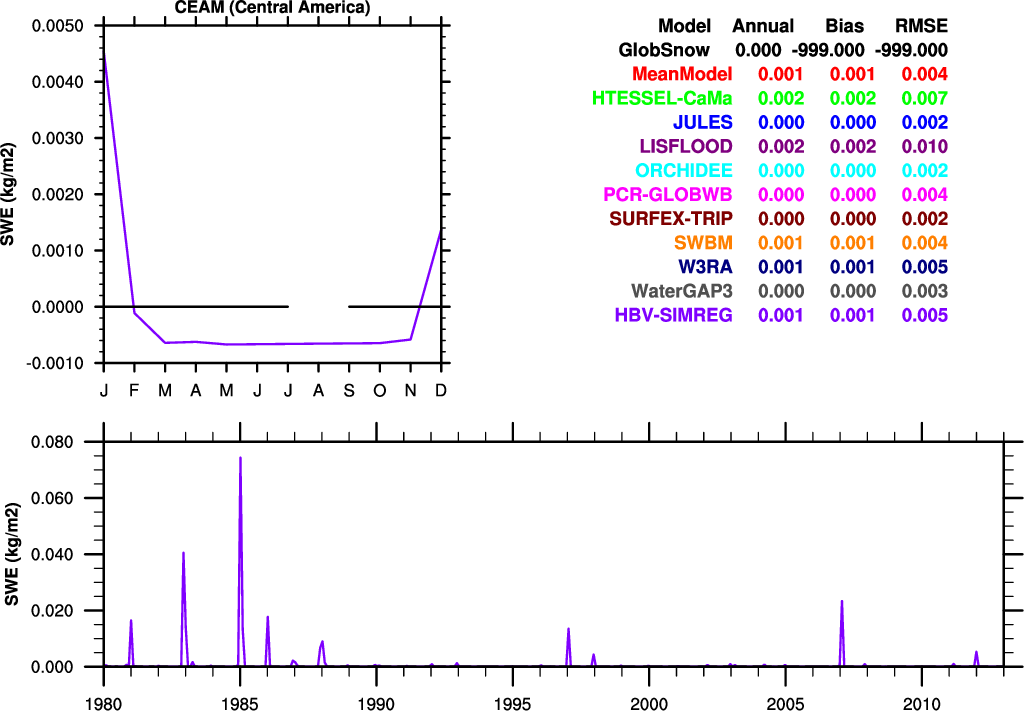 CEAM (Central America)
0.0050
0.0040
0.0030
0.0020
0.0010
0.0000
-0.0010
SWE (kg/m2)
J F M A M J J A S O N D
Model Annual Bias RMSE
GlobSnow 0.000 -999.000 -999.000
MeanModel 0.001 0.001 0.004
HTESSEL-CaMa 0.002 0.002 0.007
JULES 0.000 0.000 0.002
LISFLOOD 0.002 0.002 0.010
ORCHIDEE 0.000 0.000 0.002
PCR-GLOBWB 0.000 0.000 0.004
SURFEX-TRIP 0.000 0.000 0.002
SWBM 0.001 0.001 0.004
W3RA 0.001 0.001 0.005
WaterGAP3 0.000 0.000 0.003
HBV-SIMREG 0.001 0.001 0.005
0.080
0.060
0.040
0.020
0.000
SWE (kg/m2)
1980 1985 1990 1995 2000 2005 2010